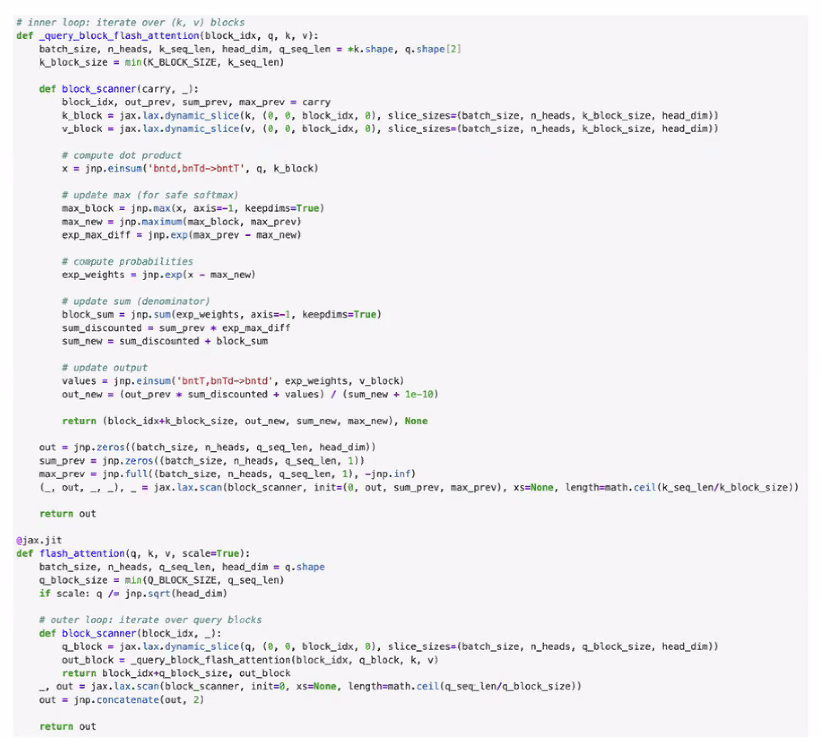 # inner loop: iterate over (k, v) blocks
def _query_block_flash_attention(block_idx, q, k, v):
    batch_size, n_heads, k_seq_len, head_dim, q_seq_len = *k.shape, q.shape[2]
    k_block_size = min(K_BLOCK_SIZE, k_seq_len)

    def block_scanner(carry, _):
        block_idx, out_prev, sum_prev, max_prev = carry
        k_block = jax.lax.dynamic_slice(k, (0, 0, block_idx, 0), slice_sizes=(batch_size, n_heads, k_block_size, head_dim))
        v_block = jax.lax.dynamic_slice(v, (0, 0, block_idx, 0), slice_sizes=(batch_size, n_heads, k_block_size, head_dim))

        # compute dot product
        x = jnp.einsum('bntd,bnTd->bntT', q, k_block)

        # update max (for safe softmax)
        max_block = jnp.max(x, axis=-1, keepdims=True)
        max_new = jnp.maximum(max_block, max_prev)
        exp_max_diff = jnp.exp(max_prev - max_new)

        # compute probabilities
        exp_weights = jnp.exp(x - max_new)

        # update sum (denominator)
        block_sum = jnp.sum(exp_weights, axis=-1, keepdims=True)
        sum_discounted = sum_prev * exp_max_diff
        sum_new = sum_discounted + block_sum

        # update output
        values = jnp.einsum('bntT,bnTd->bntd', exp_weights, v_block)
        out_new = (out_prev * sum_discounted + values) / (sum_new + 1e-10)

        return (block_idx+k_block_size, out_new, sum_new, max_new), None

    out = jnp.zeros((batch_size, n_heads, q_seq_len, head_dim))
    sum_prev = jnp.zeros((batch_size, n_heads, q_seq_len, 1))
    max_prev = jnp.full((batch_size, n_heads, q_seq_len, 1), -jnp.inf)
    (_, out, _, _), _ = jax.lax.scan(block_scanner, init=(0, out, sum_prev, max_prev), xs=None, length=math.ceil(k_seq_len/k_block_size))

    return out

@jax.jit
def flash_attention(q, k, v, scale=True):
    batch_size, n_heads, q_seq_len, head_dim = q.shape
    q_block_size = min(Q_BLOCK_SIZE, q_seq_len)
    if scale: q /= jnp.sqrt(head_dim)

    # outer loop: iterate over query blocks
    def block_scanner(block_idx, _):
        q_block = jax.lax.dynamic_slice(q, (0, 0, block_idx, 0), slice_sizes=(batch_size, n_heads, q_block_size, head_dim))
        out_block = _query_block_flash_attention(block_idx, q_block, k, v)
        return block_idx+q_block_size, out_block
    _, out = jax.lax.scan(block_scanner, init=0, xs=None, length=math.ceil(q_seq_len/q_block_size))
    out = jnp.concatenate(out, 2)

    return out